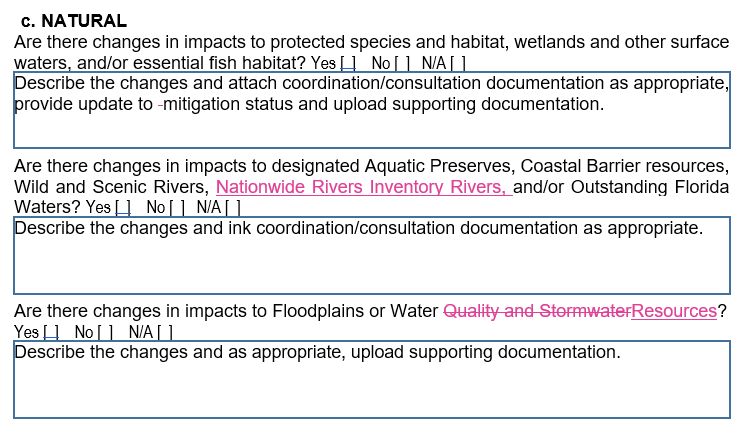 c. NATURAL
Are there changes in impacts to protected species and habitat, wetlands and other surface
waters, and/or essential fish habitat? Yes [ ] No [ ] N/A [ ]
Describe the changes and attach coordination/consultation documentation as appropriate,
provide update to -mitigation status and upload supporting documentation.
Are there changes in impacts to designated Aquatic Preserves, Coastal Barrier resources,
Wild and Scenic Rivers, Nationwide Rivers Inventory Rivers, and/or Outstanding Florida
Waters? Yes [ ] No [ ] N/A [ ]
Describe the changes and ink coordination/consultation documentation as appropriate.
Are there changes in impacts to Floodplains or Water Quality and StormwaterResources?
Yes [ ] No [ ] N/A [ ]
Describe the changes and as appropriate, upload supporting documentation.